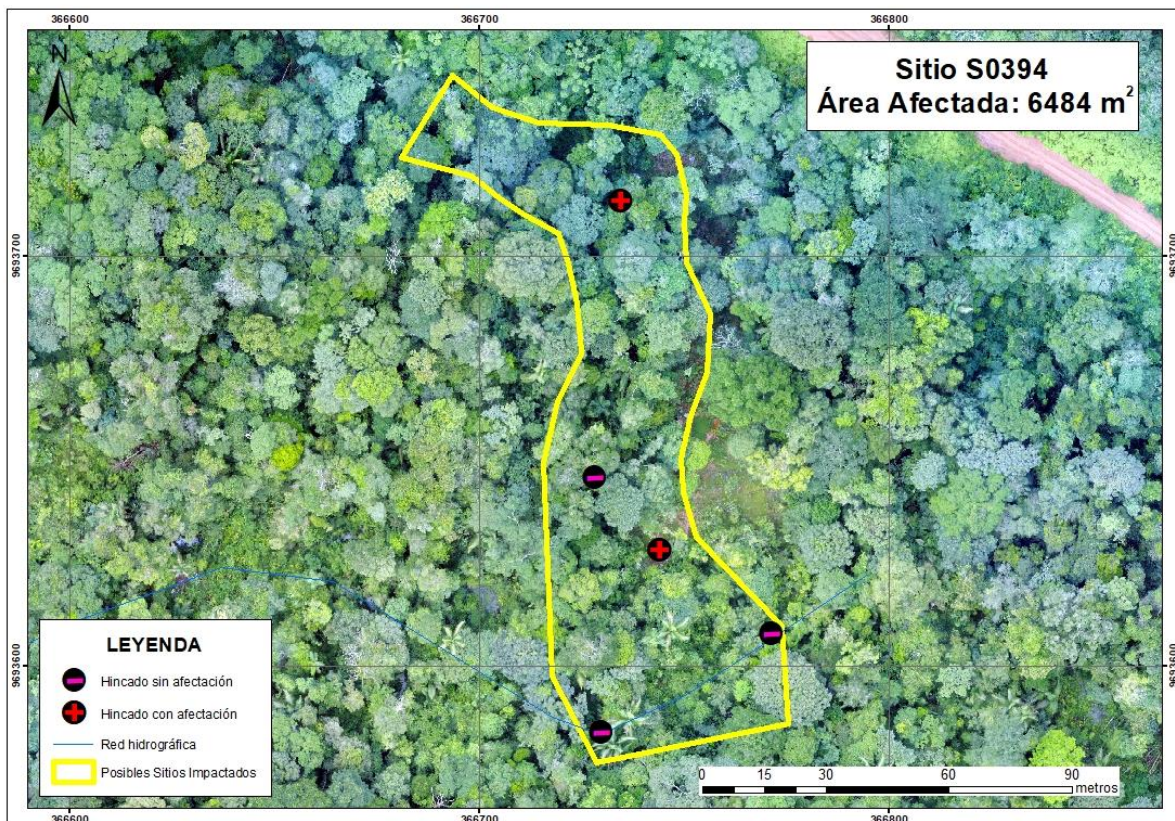 366600
366700
366800
N
Sitio S0394
Área Afectada: 6484 m²
9693700
9693700
LEYENDA
Hincado sin afectación
Hincado con afectación
Red hidrográfica
Posibles Sitios Impactados
9693600
9693600
0 15 30 60 90
metros
366600
366700
366800